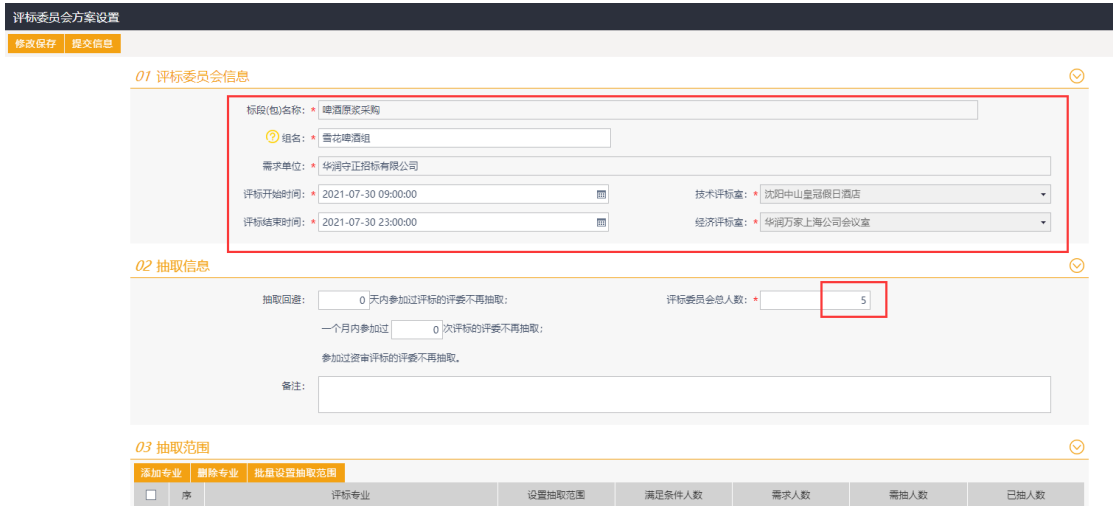 评标委员会方案设置
修改保存 提交信息
01 评标委员会信息
标段(包)名称: * 啤酒原浆采购
? 组名: * 雪花啤酒组
需求单位: * 华润守正招标有限公司
评标开始时间: * 2021-07-30 09:00:00 技术评标室: * 沈阳中山皇冠假日酒店
评标结束时间: * 2021-07-30 23:00:00 经济评标室: * 华润万家上海公司会议室
02 抽取信息
抽取回避: 0 天内参加过评标的评委不再抽取; 评标委员会总人数: * 5
一个月内参加过 0 次评标的评委不再抽取;
参加过资审评标的评委不再抽取。
备注:
03 抽取范围
添加专业 删除专业 批量设置抽取范围
序 评标专业 设置抽取范围 满足条件人数 需求人数 需抽人数 已抽人数